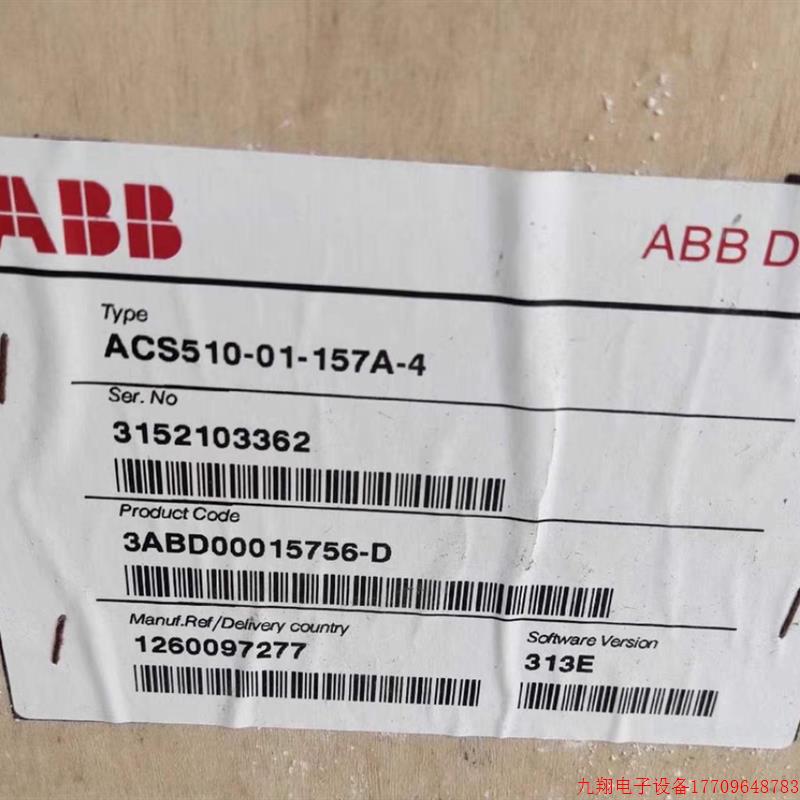 ABB
ABB D
Type
ACS510-01-157A-4
Ser. No
3152103362
Product Code
3ABD00015756-D
Manuf.Ref/Delivery country
1260097277
Software Version
313E
九翔电子设备17709648783